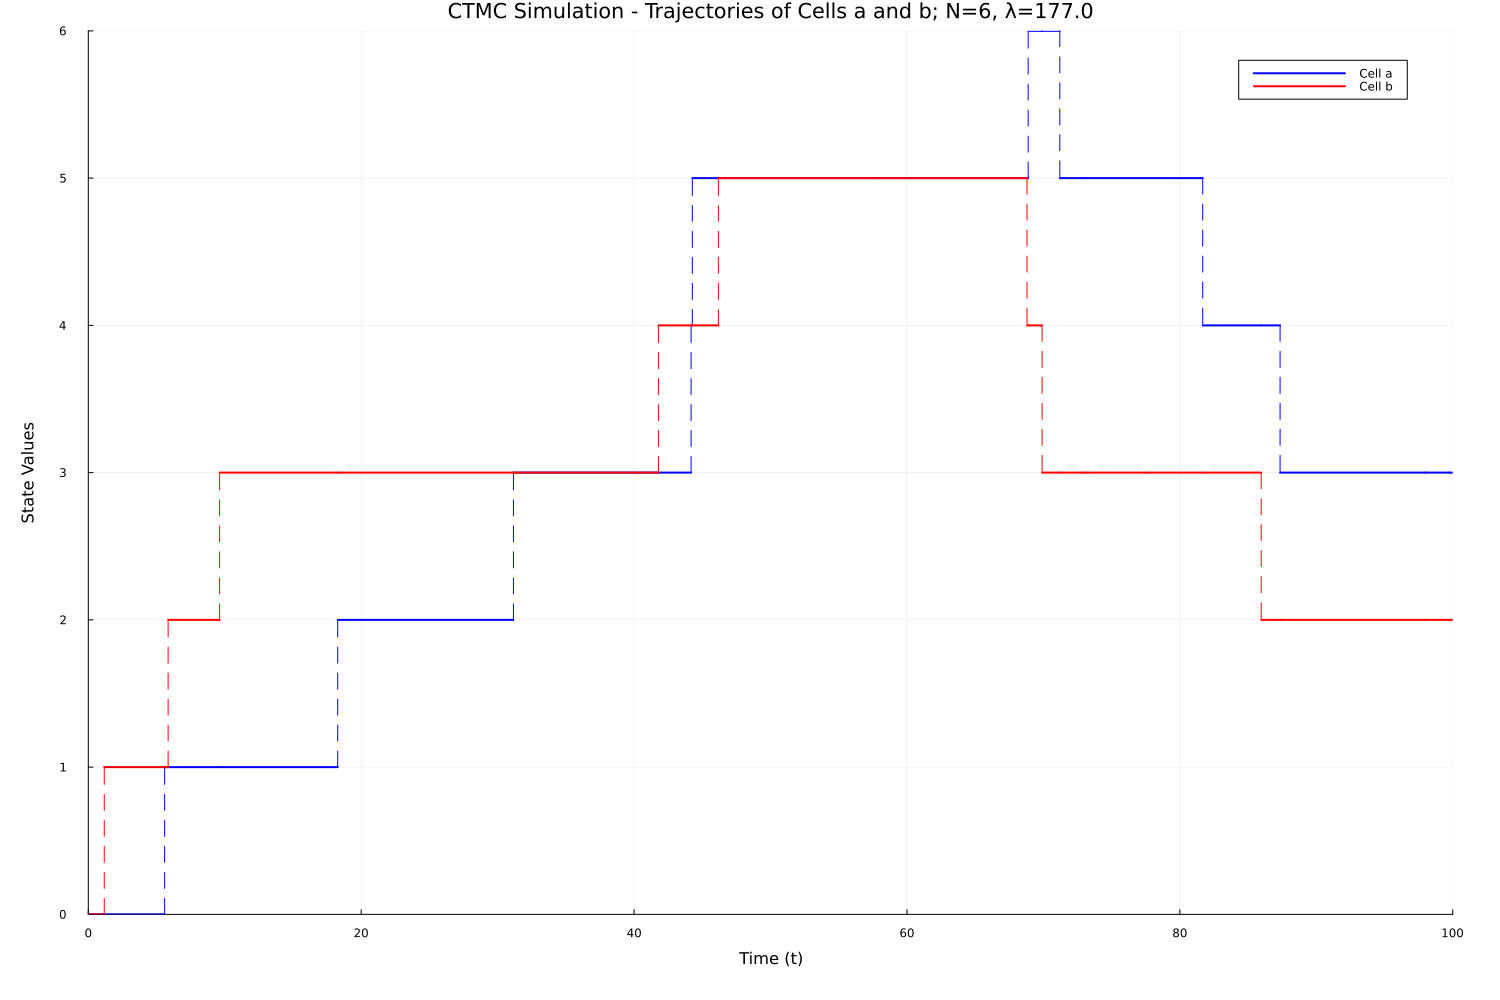 CTMC Simulation - Trajectories of Cells a and b; N=6, λ=177.0
6
Cell a
Cell b
5
4
State Values
3
2
1
0
0 20 40 60 80 100
Time (t)